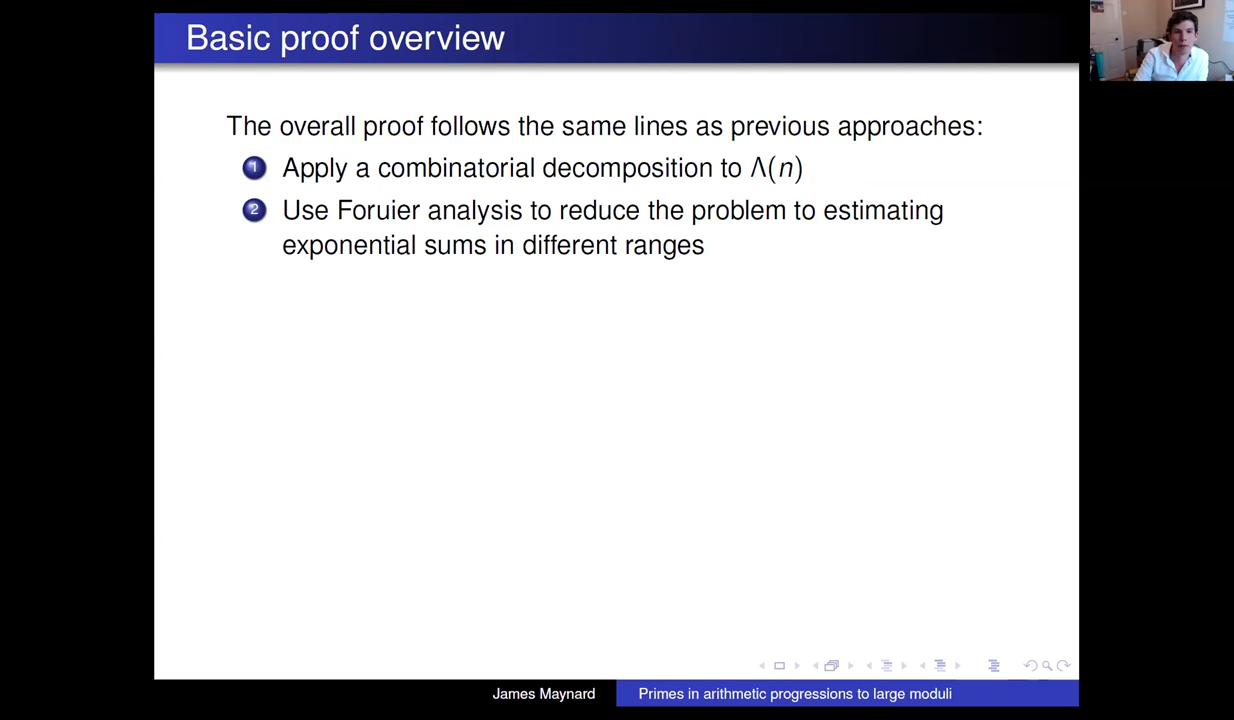 Basic proof overview
The overall proof follows the same lines as previous approaches:
1 Apply a combinatorial decomposition to Λ(n)
2 Use Foruier analysis to reduce the problem to estimating
exponential sums in different ranges
James Maynard
Primes in arithmetic progressions to large moduli